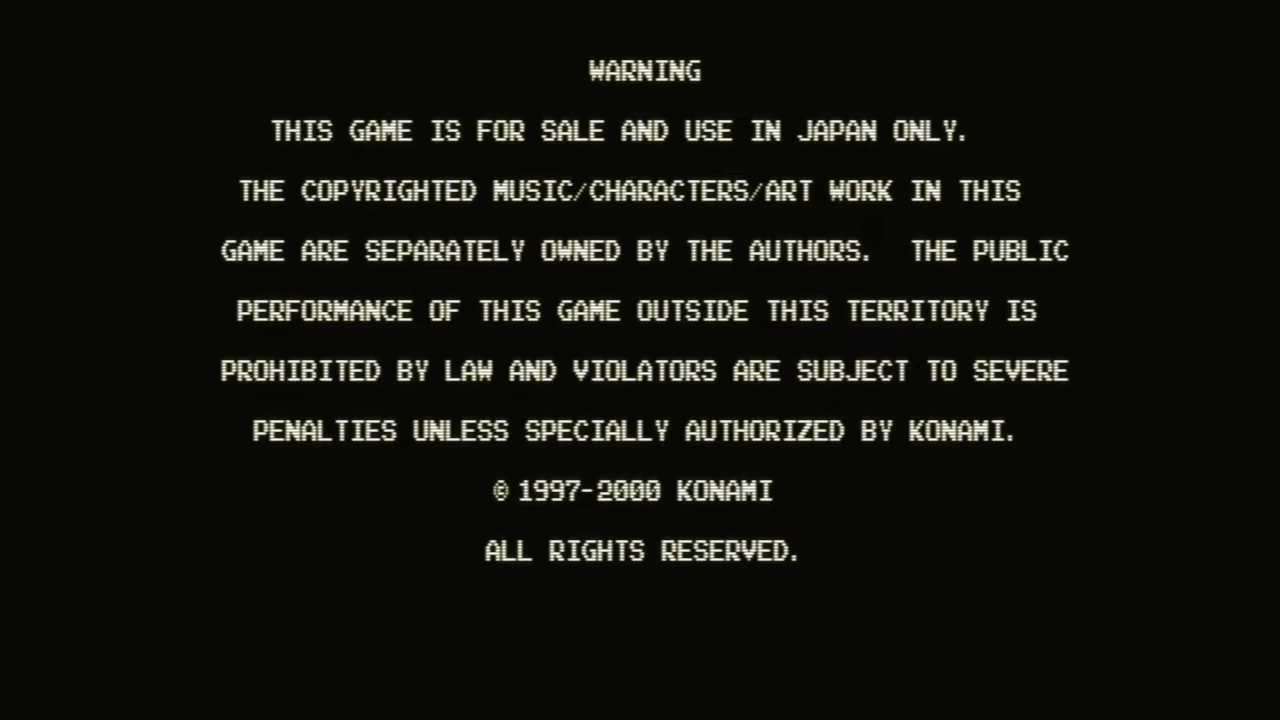 WARNING
THIS GAME IS FOR SALE AND USE IN JAPAN ONLY.
THE COPYRIGHTED MUSIC/CHARACTERS/ART WORK IN THIS
GAME ARE SEPARATELY OWNED BY THE AUTHORS.  THE PUBLIC
PERFORMANCE OF THIS GAME OUTSIDE THIS TERRITORY IS
PROHIBITED BY LAW AND VIOLATORS ARE SUBJECT TO SEVERE
PENALTIES UNLESS SPECIALLY AUTHORIZED BY KONAMI.
© 1997-2000 KONAMI
ALL RIGHTS RESERVED.